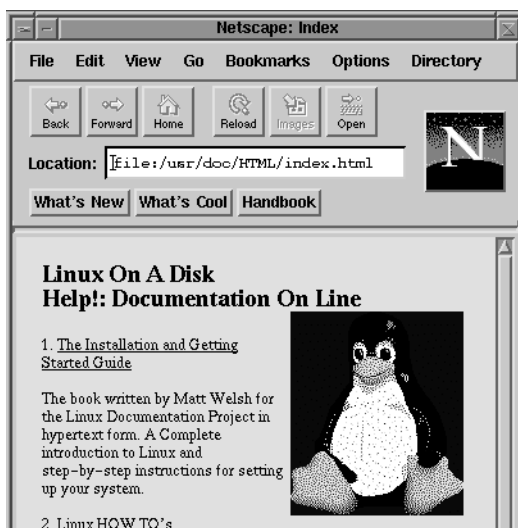 Netscape: Index
File Edit View Go Bookmarks Options Directory
Back Forward Home Reload Images Open
Location: file:/usr/doc/HTML/index.html
N
What's New What's Cool Handbook
Linux On A Disk
Help!: Documentation On Line
1. The Installation and Getting
Started Guide
The book written by Matt Welsh for
the Linux Documentation Project in
hypertext form. A Complete
introduction to Linux and
step-by-step instructions for setting
up your system.
2. Linux HOW TO's